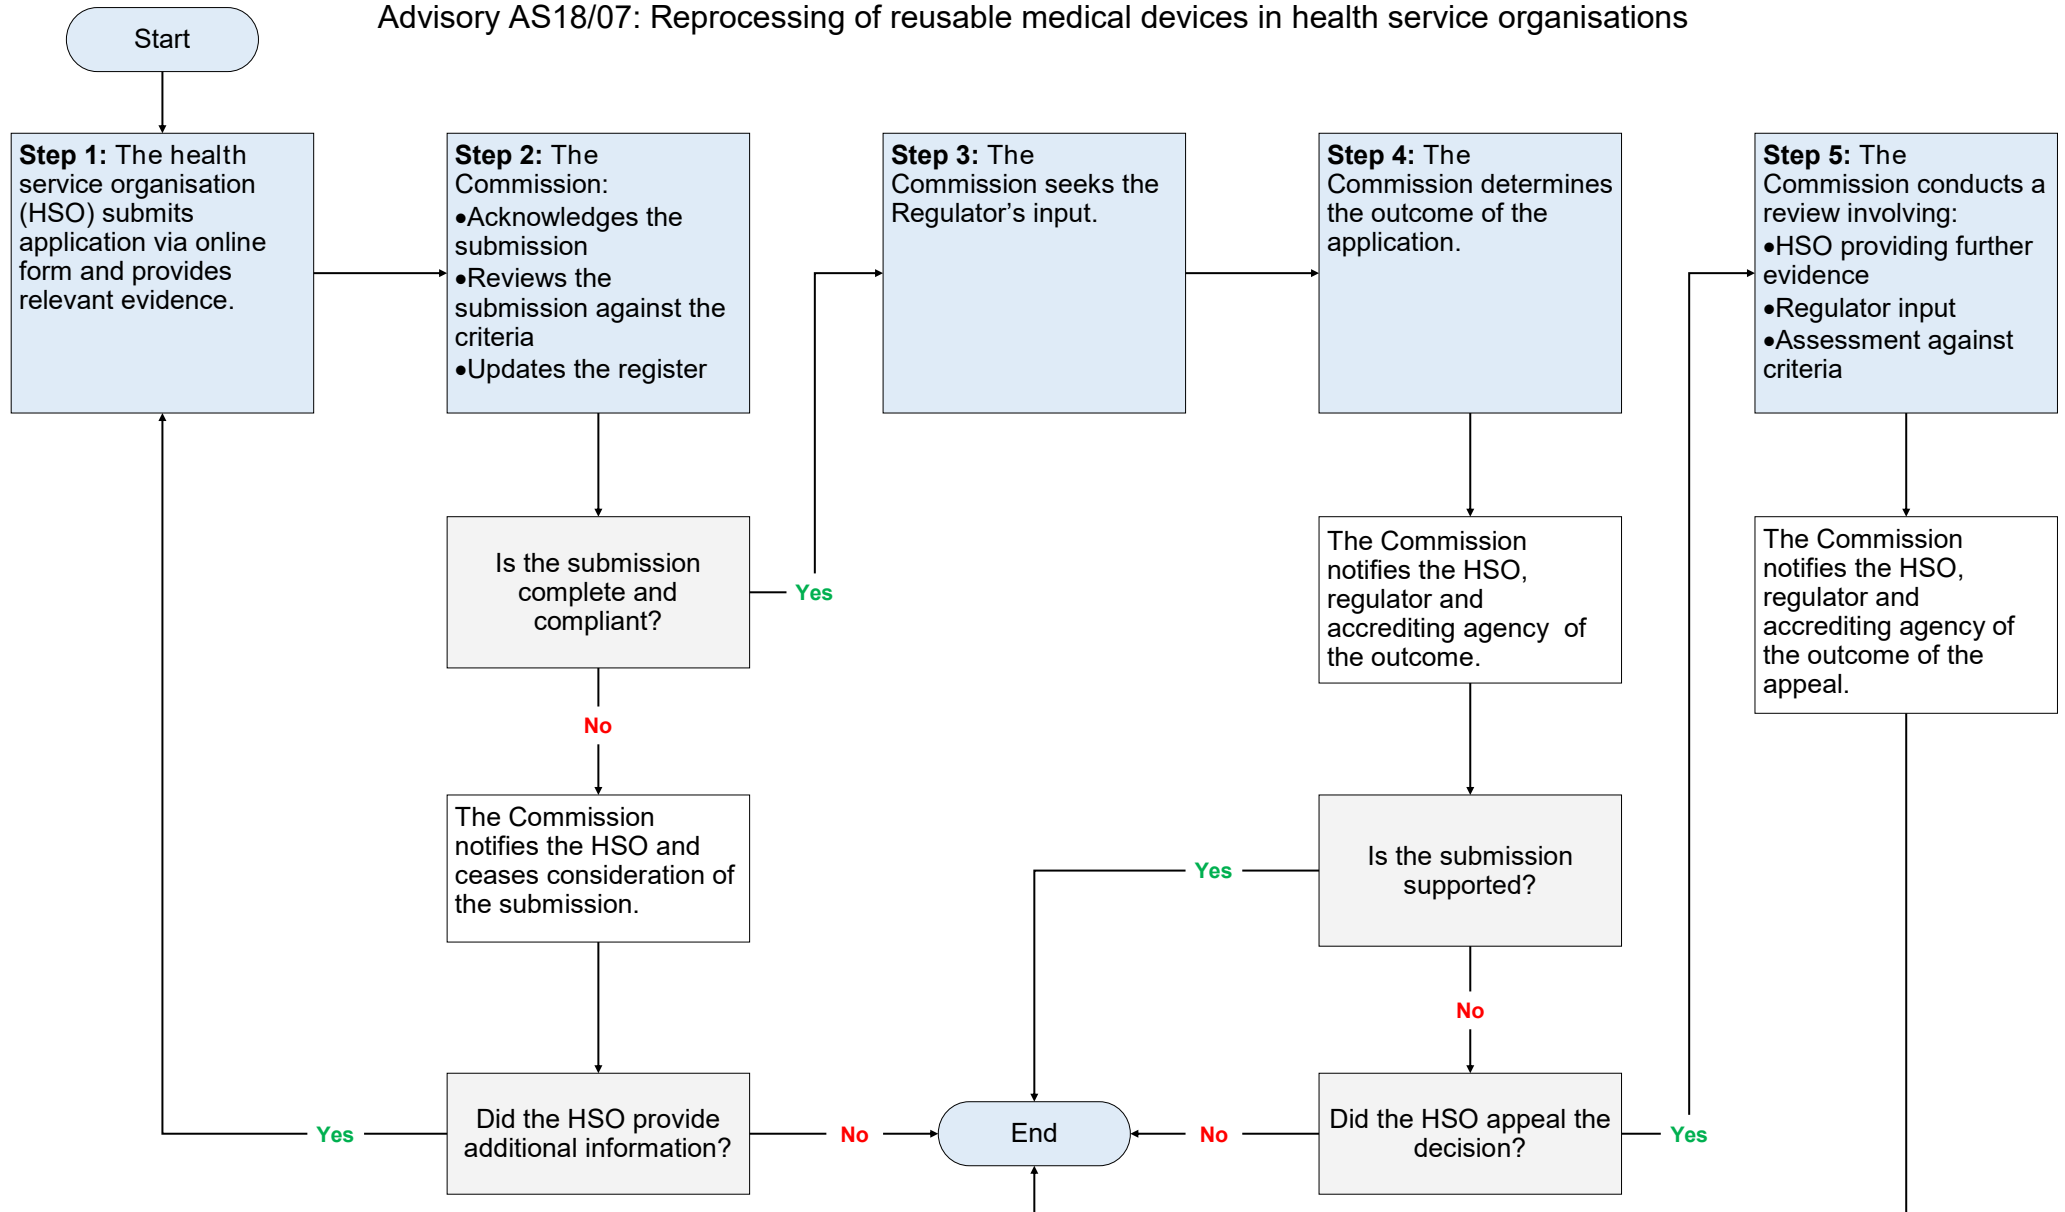 Advisory AS18/07: Reprocessing of reusable medical devices in health service organisations
Start
Step 1: The health
service organisation
(HSO) submits
application via online
form and provides
relevant evidence.
Step 2: The
Commission:
•Acknowledges the
submission
•Reviews the
submission against the
criteria
•Updates the register
Step 3: The
Commission seeks the
Regulator’s input.
Step 4: The
Commission determines
the outcome of the
application.
Step 5: The
Commission conducts a
review involving:
•HSO providing further
evidence
•Regulator input
•Assessment against
criteria
Is the submission
complete and
compliant?
Yes
The Commission
notifies the HSO,
regulator and
accrediting agency  of
the outcome.
The Commission
notifies the HSO,
regulator and
accrediting agency of
the outcome of the
appeal.
No
The Commission
notifies the HSO and
ceases consideration of
the submission.
Yes
Is the submission
supported?
No
Yes
Did the HSO provide
additional information?
No
End
No
Did the HSO appeal the
decision?
Yes